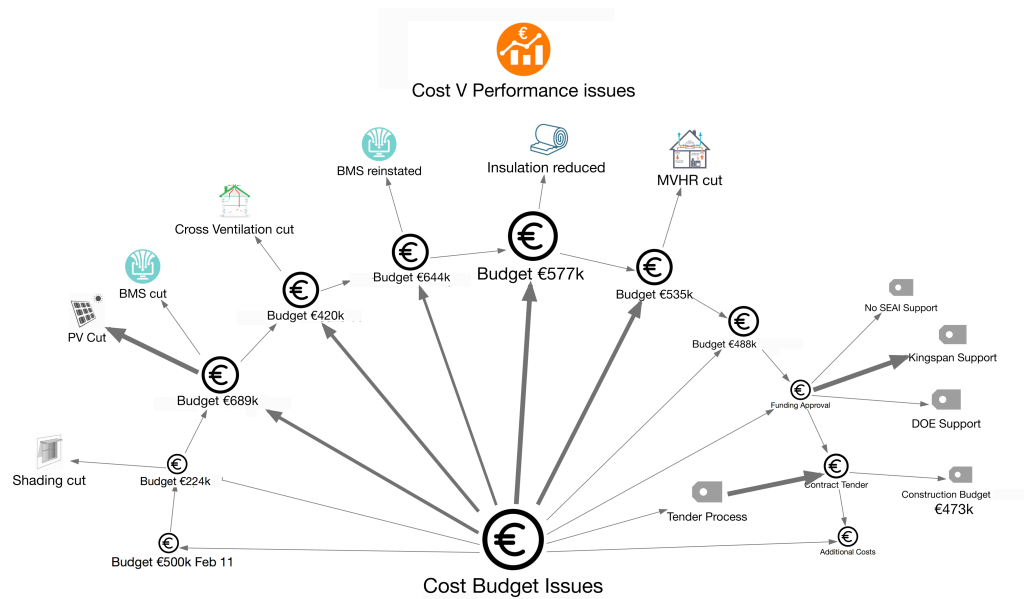 Cost V Performance issues
BMS reinstated
Insulation reduced
MVHR cut
Cross Ventilation cut
Budget €644k
Budget €577k
Budget €535k
BMS cut
No SEAI Support
PV Cut
Budget €420k
Budget €488k
Kingspan Support
Budget €689k
Funding Approval
DOE Support
Shading cut
Budget €224k
Contract Tender
Construction Budget
€473k
Tender Process
Budget €500k Feb 11
Additional Costs
Cost Budget Issues